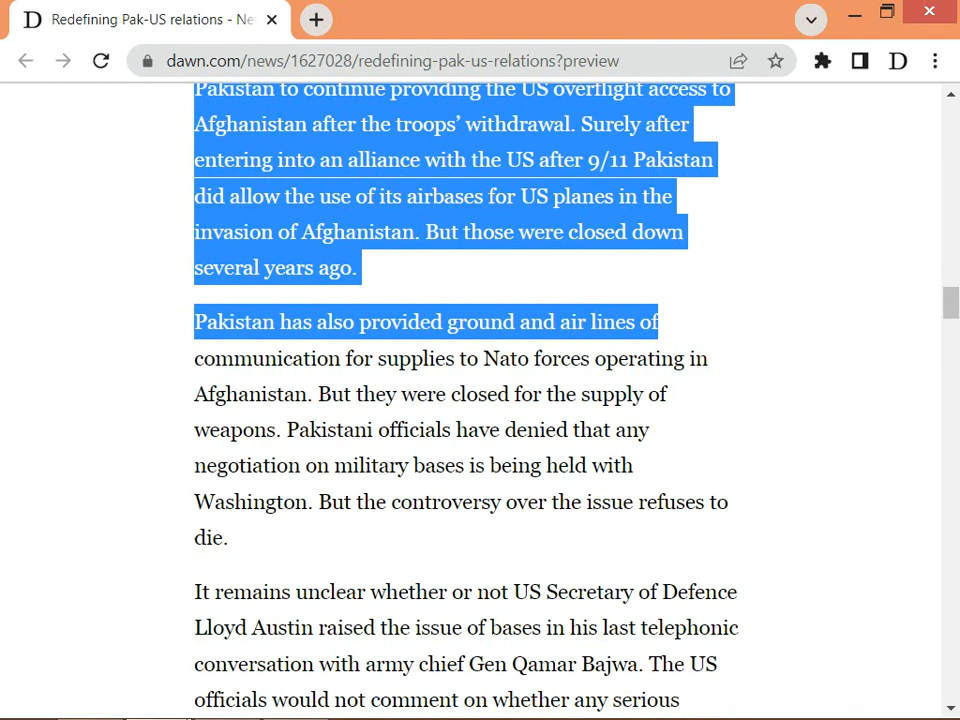 Redefining Pak-US relations - Ne
dawn.com/news/1627028/redefining-pak-us-relations?preview
Pakistan to continue providing the US overflight access to
Afghanistan after the troops’ withdrawal. Surely after
entering into an alliance with the US after 9/11 Pakistan
did allow the use of its airbases for US planes in the
invasion of Afghanistan. But those were closed down
several years ago.
Pakistan has also provided ground and air lines of
communication for supplies to Nato forces operating in
Afghanistan. But they were closed for the supply of
weapons. Pakistani officials have denied that any
negotiation on military bases is being held with
Washington. But the controversy over the issue refuses to
die.
It remains unclear whether or not US Secretary of Defence
Lloyd Austin raised the issue of bases in his last telephonic
conversation with army chief Gen Qamar Bajwa. The US
officials would not comment on whether any serious